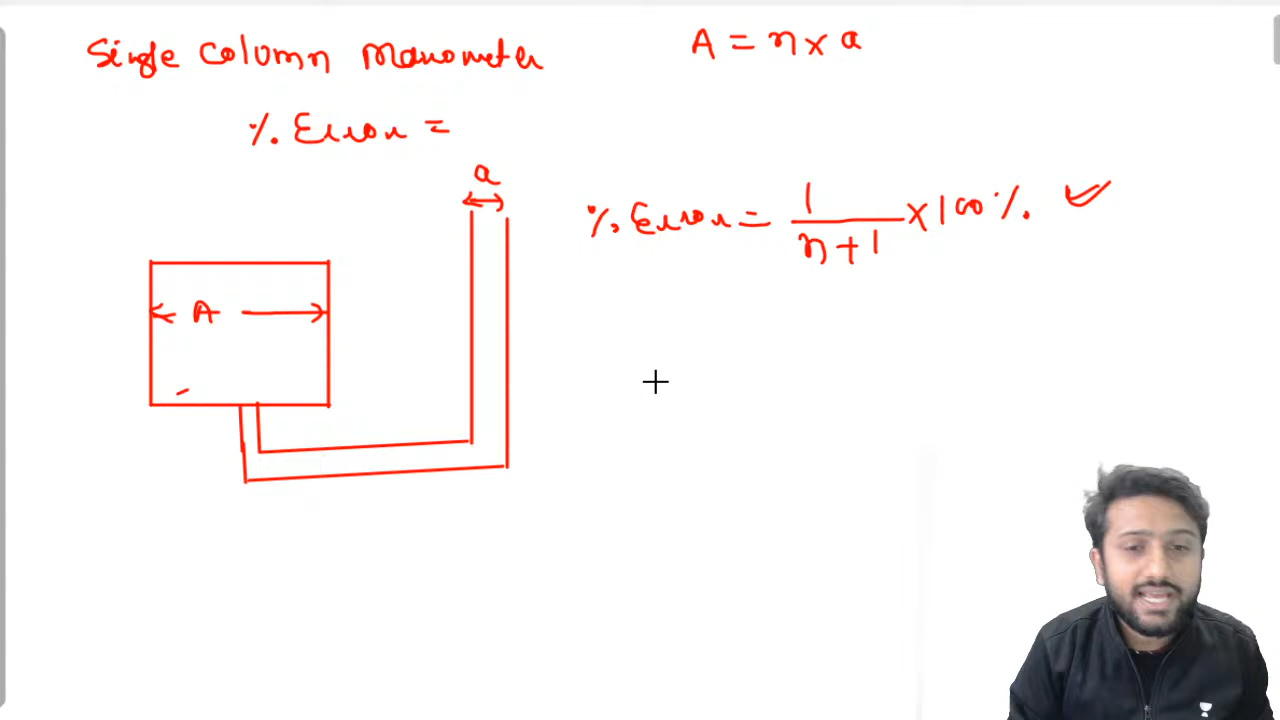 Single column manometer
A = n x a
% Error =
a
% Error = 1/(n+1) x 100 %. ✓
A